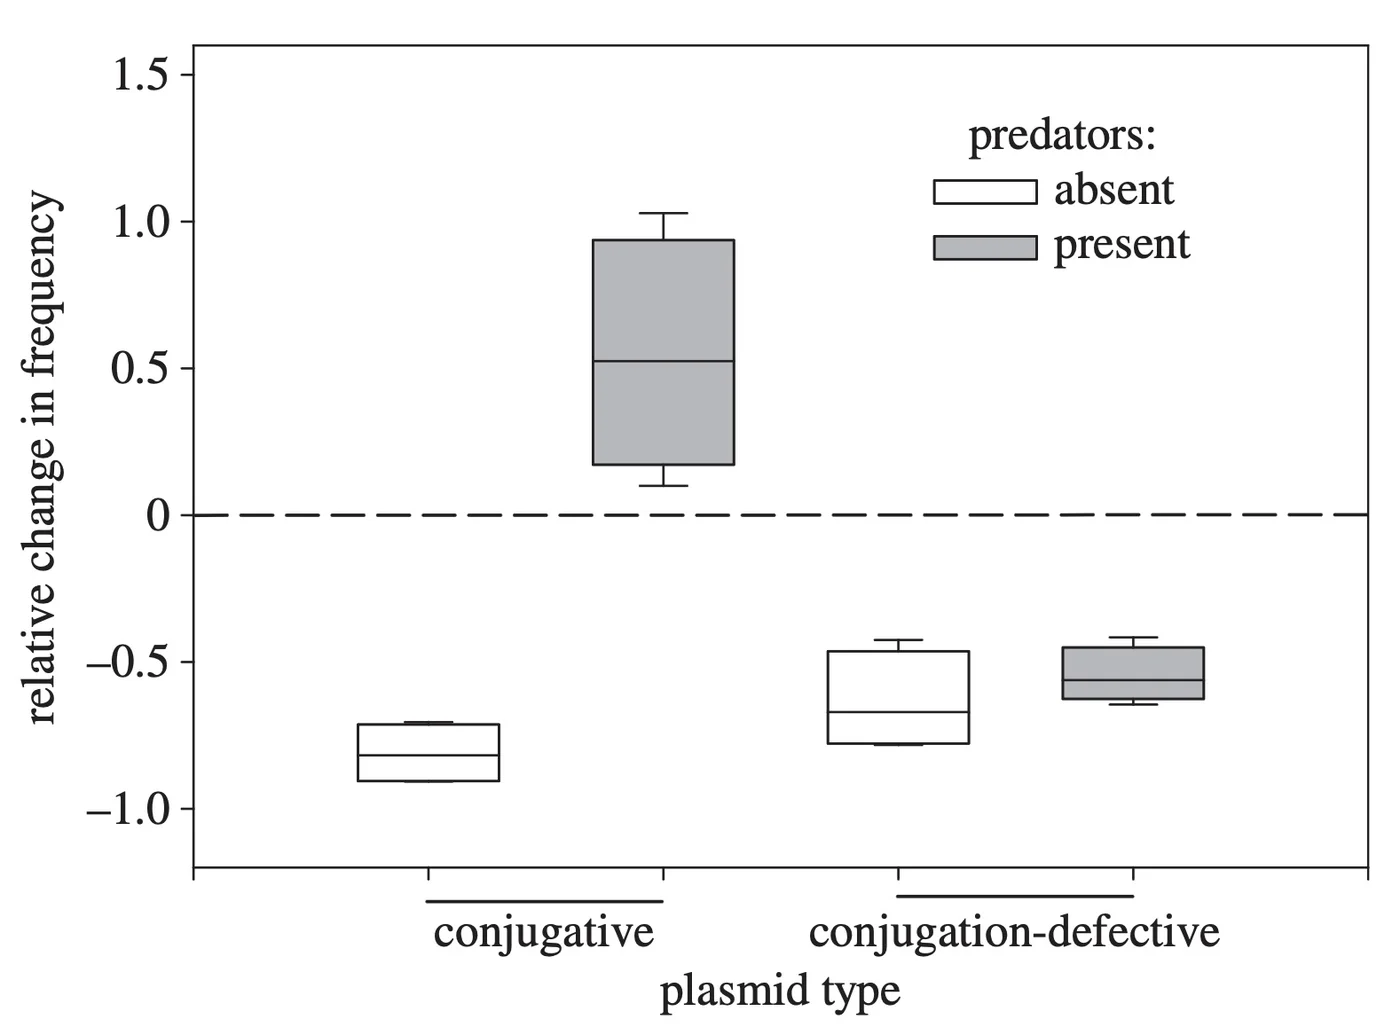 1.5
1.0
0.5
0
–0.5
–1.0
relative change in frequency
predators:
absent
present
conjugative
conjugation-defective
plasmid type